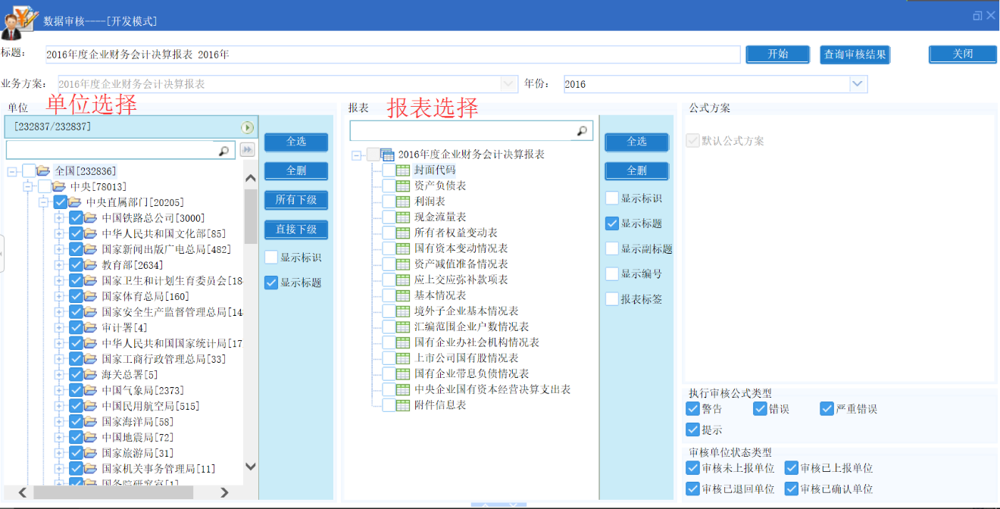 数据审核----[开发模式]
标题: 2016年度企业财务会计决算报表 2016年 开始 查询审核结果 关闭
业务方案: 2016年度企业财务会计决算报表 年份: 2016
单位 单位选择
[232837/232837]
全国[232836]
中央[78013]
中央直属部门[20205]
中国铁路总公司[3000]
中华人民共和国文化部[85]
国家新闻出版广电总局[482]
教育部[2634]
国家卫生和计划生育委员会[18
国家体育总局[160]
国家安全生产监督管理总局[14
审计署[4]
中华人民共和国国家统计局[17
国家工商行政管理总局[33]
海关总署[5]
中国气象局[2373]
中国民用航空局[515]
国家海洋局[58]
中国地震局[72]
国家旅游局[31]
国家机关事务管理局[11]
国务院研究室[1]
全选
全删
所有下级
直接下级
显示标识
显示标题
报表 报表选择
2016年度企业财务会计决算报表
封面代码
资产负债表
利润表
现金流量表
所有者权益变动表
国有资本变动情况表
资产减值准备情况表
应上交应弥补款项表
基本情况表
境外子企业基本情况表
汇编范围企业户数情况表
国有企业办社会机构情况表
上市公司国有股情况表
国有企业带息负债情况表
中央企业国有资本经营决算支出表
附件信息表
全选
全删
显示标识
显示标题
显示副标题
显示编号
报表标签
公式方案
默认公式方案
执行审核公式类型
警告 错误 严重错误
提示
审核单位状态类型
审核未上报单位 审核已上报单位
审核已退回单位 审核已确认单位